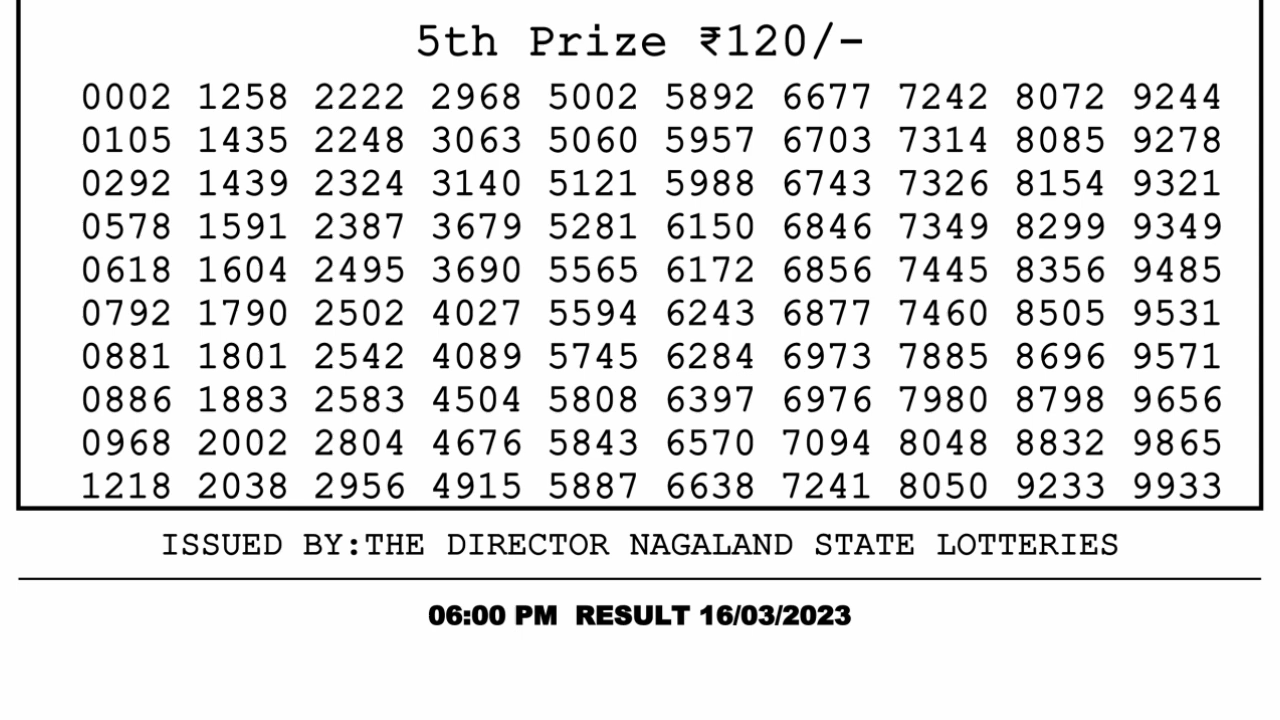 5th Prize ₹120/-
0002 1258 2222 2968 5002 5892 6677 7242 8072 9244
0105 1435 2248 3063 5060 5957 6703 7314 8085 9278
0292 1439 2324 3140 5121 5988 6743 7326 8154 9321
0578 1591 2387 3679 5281 6150 6846 7349 8299 9349
0618 1604 2495 3690 5565 6172 6856 7445 8356 9485
0792 1790 2502 4027 5594 6243 6877 7460 8505 9531
0881 1801 2542 4089 5745 6284 6973 7885 8696 9571
0886 1883 2583 4504 5808 6397 6976 7980 8798 9656
0968 2002 2804 4676 5843 6570 7094 8048 8832 9865
1218 2038 2956 4915 5887 6638 7241 8050 9233 9933
ISSUED BY:THE DIRECTOR NAGALAND STATE LOTTERIES
06:00 PM RESULT 16/03/2023